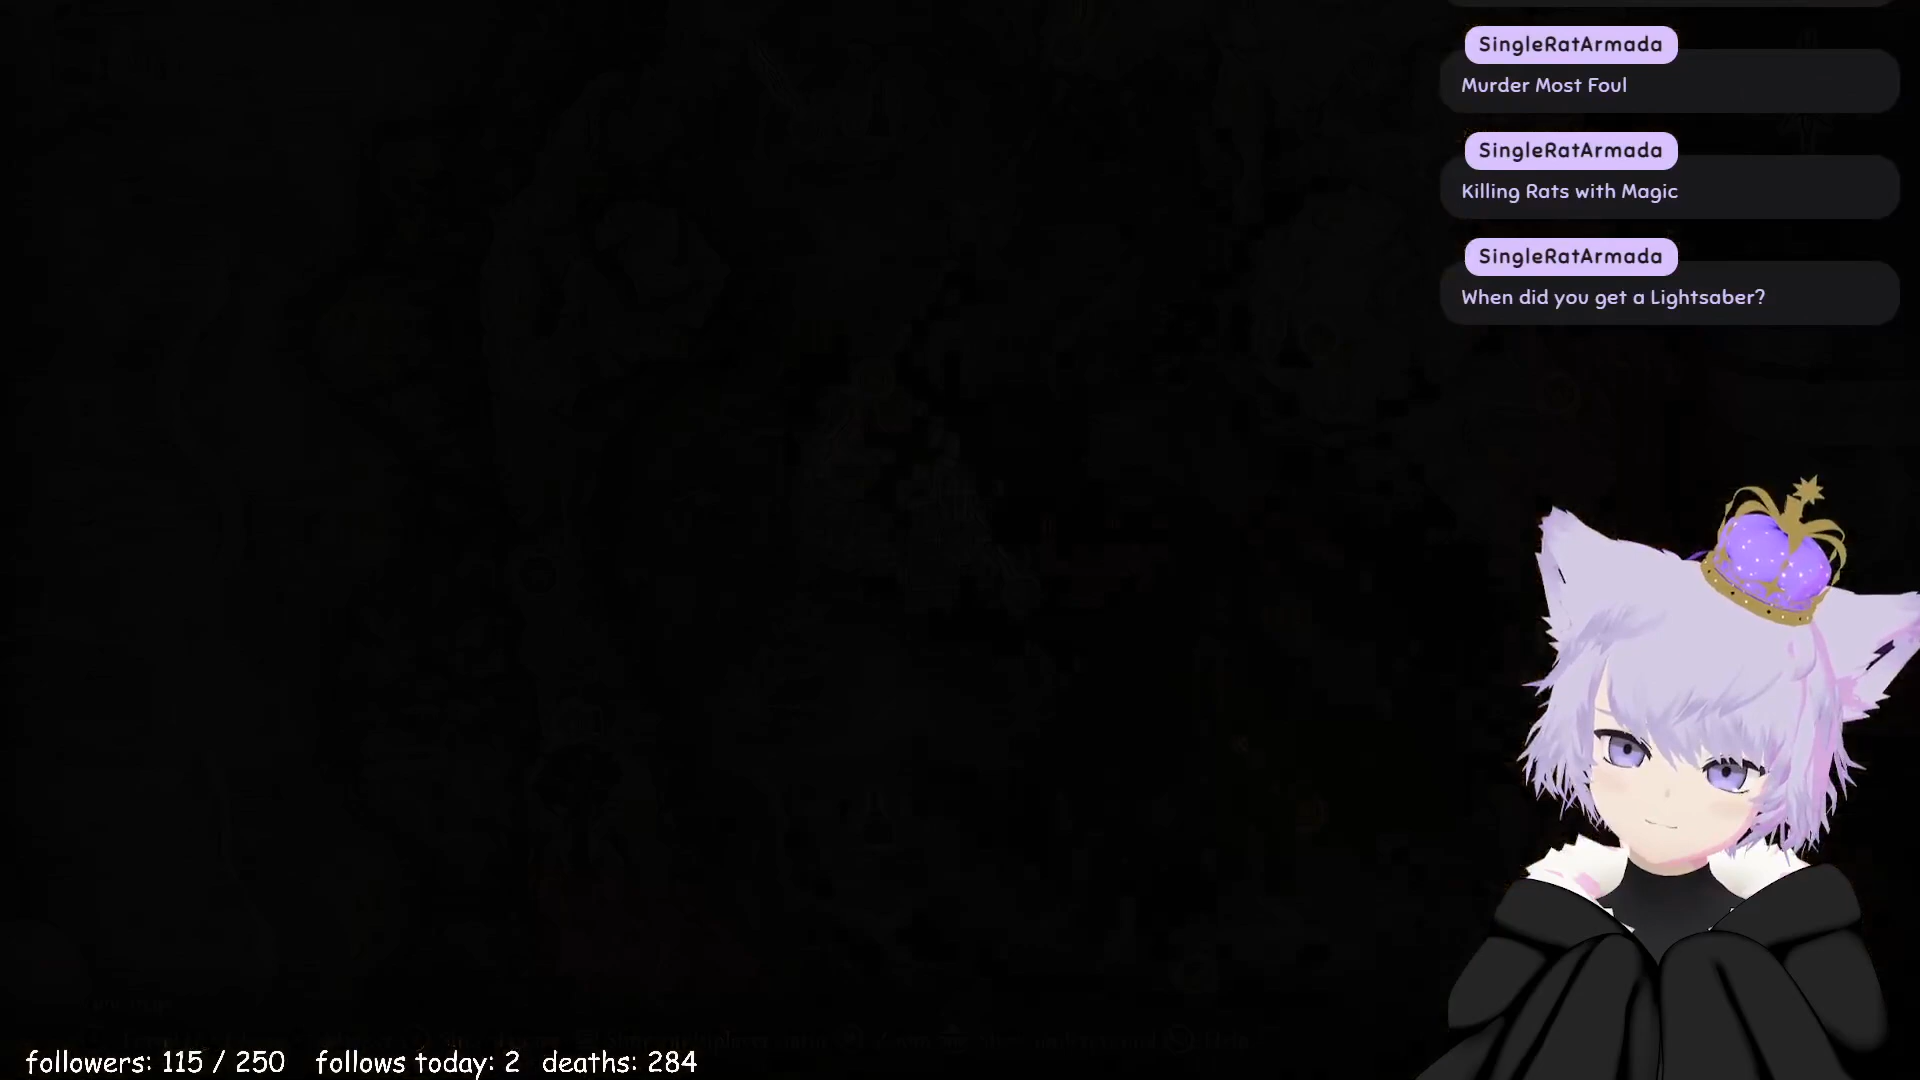 SingleRatArmada
Murder Most Foul
SingleRatArmada
Killing Rats with Magic
SingleRatArmada
When did you get a Lightsaber?
followers: 115 / 250 follows today: 2 deaths: 284